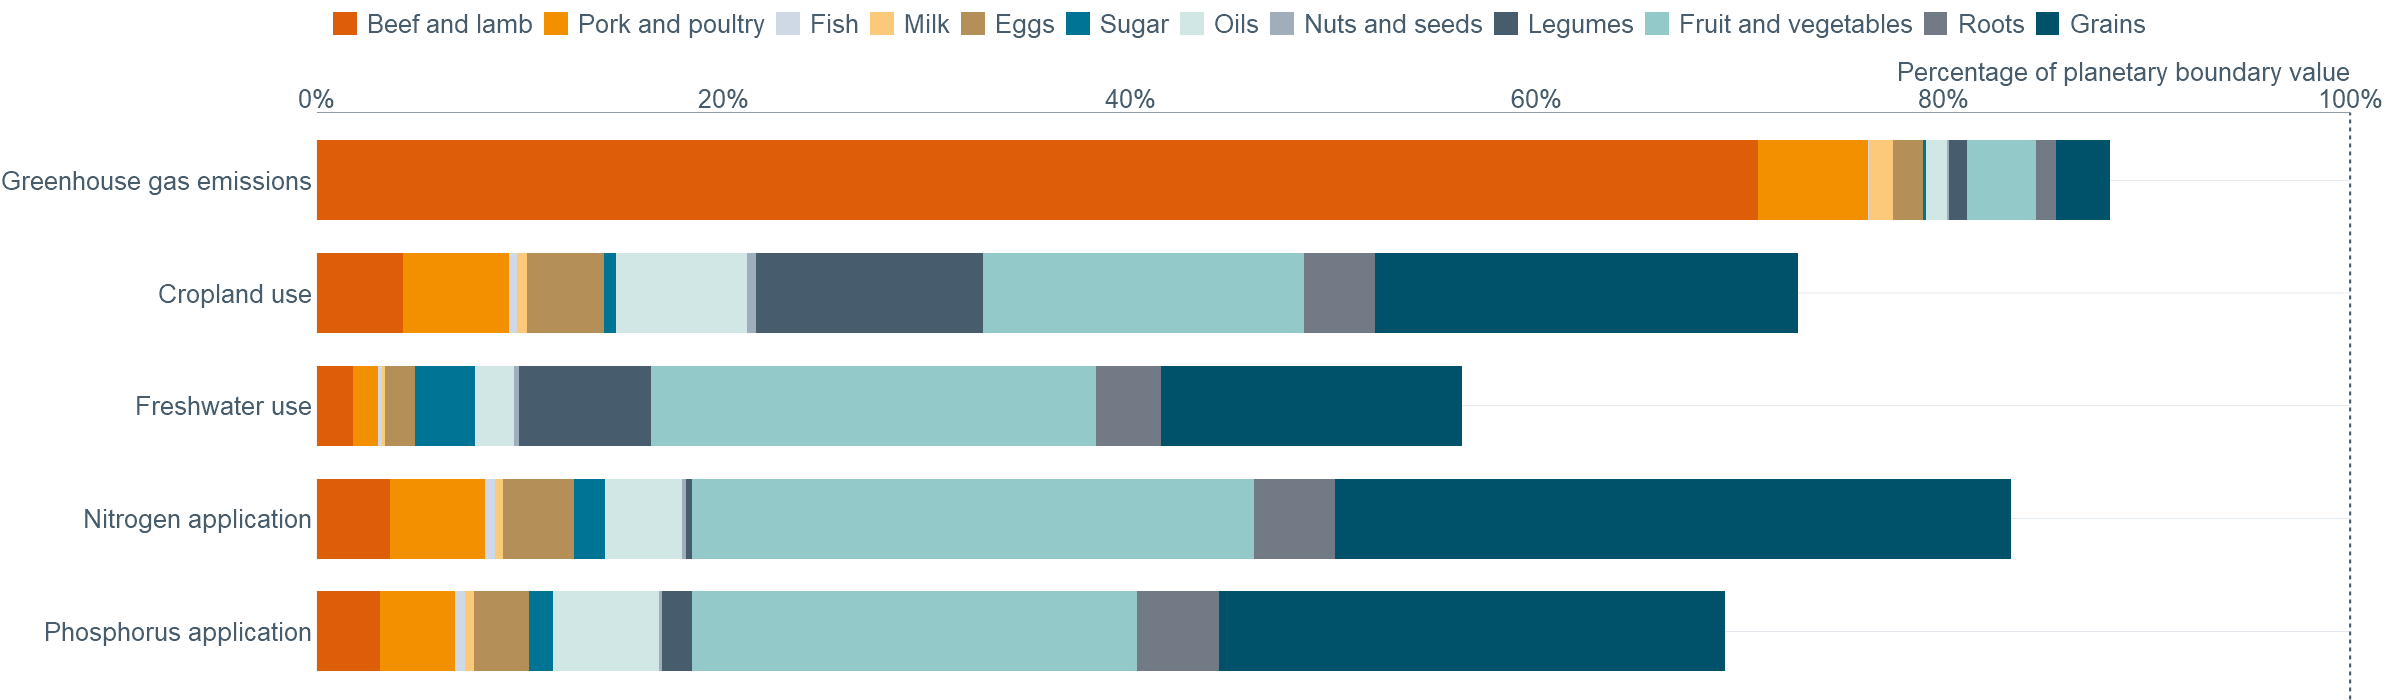 Beef and lamb Pork and poultry Fish Milk Eggs Sugar Oils Nuts and seeds Legumes Fruit and vegetables Roots Grains
Percentage of planetary boundary value
0% 20% 40% 60% 80% 100%
Greenhouse gas emissions
Cropland use
Freshwater use
Nitrogen application
Phosphorus application